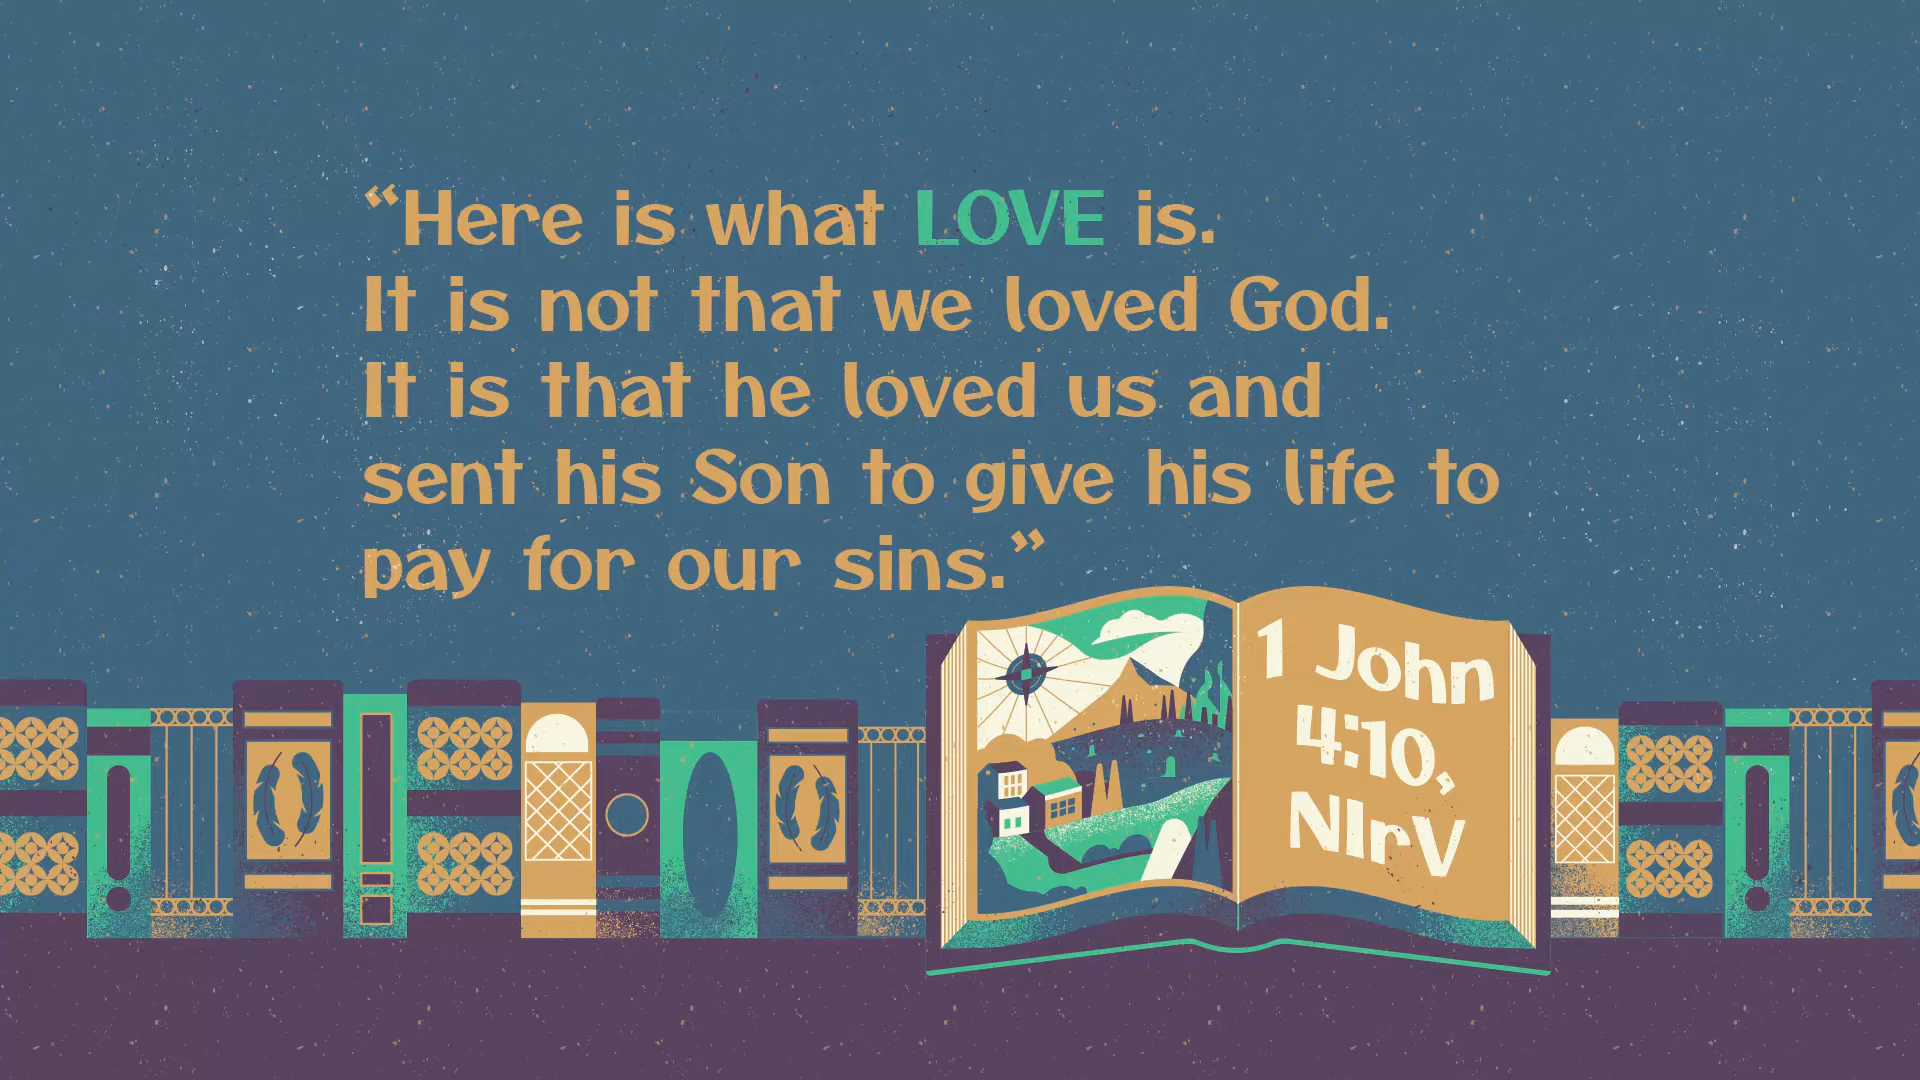 “Here is what LOVE is.
It is not that we loved God.
It is that he loved us and
sent his Son to give his life to
pay for our sins.”
1 John
4:10,
NIrV